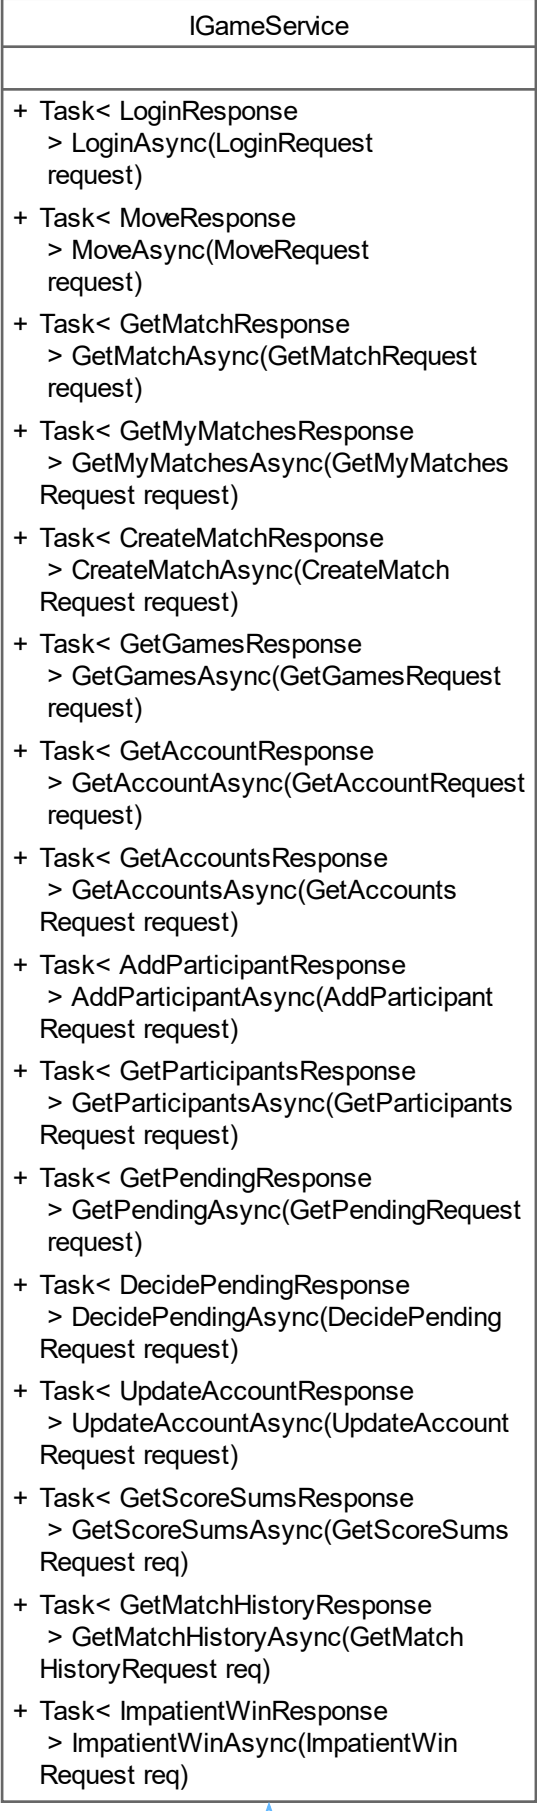 IGameService
+ Task< LoginResponse
> LoginAsync(LoginRequest
request)
+ Task< MoveResponse
> MoveAsync(MoveRequest
request)
+ Task< GetMatchResponse
> GetMatchAsync(GetMatchRequest
request)
+ Task< GetMyMatchesResponse
> GetMyMatchesAsync(GetMyMatches
Request request)
+ Task< CreateMatchResponse
> CreateMatchAsync(CreateMatch
Request request)
+ Task< GetGamesResponse
> GetGamesAsync(GetGamesRequest
request)
+ Task< GetAccountResponse
> GetAccountAsync(GetAccountRequest
request)
+ Task< GetAccountsResponse
> GetAccountsAsync(GetAccounts
Request request)
+ Task< AddParticipantResponse
> AddParticipantAsync(AddParticipant
Request request)
+ Task< GetParticipantsResponse
> GetParticipantsAsync(GetParticipants
Request request)
+ Task< GetPendingResponse
> GetPendingAsync(GetPendingRequest
request)
+ Task< DecidePendingResponse
> DecidePendingAsync(DecidePending
Request request)
+ Task< UpdateAccountResponse
> UpdateAccountAsync(UpdateAccount
Request request)
+ Task< GetScoreSumsResponse
> GetScoreSumsAsync(GetScoreSums
Request req)
+ Task< GetMatchHistoryResponse
> GetMatchHistoryAsync(GetMatch
HistoryRequest req)
+ Task< ImpatientWinResponse
> ImpatientWinAsync(ImpatientWin
Request req)